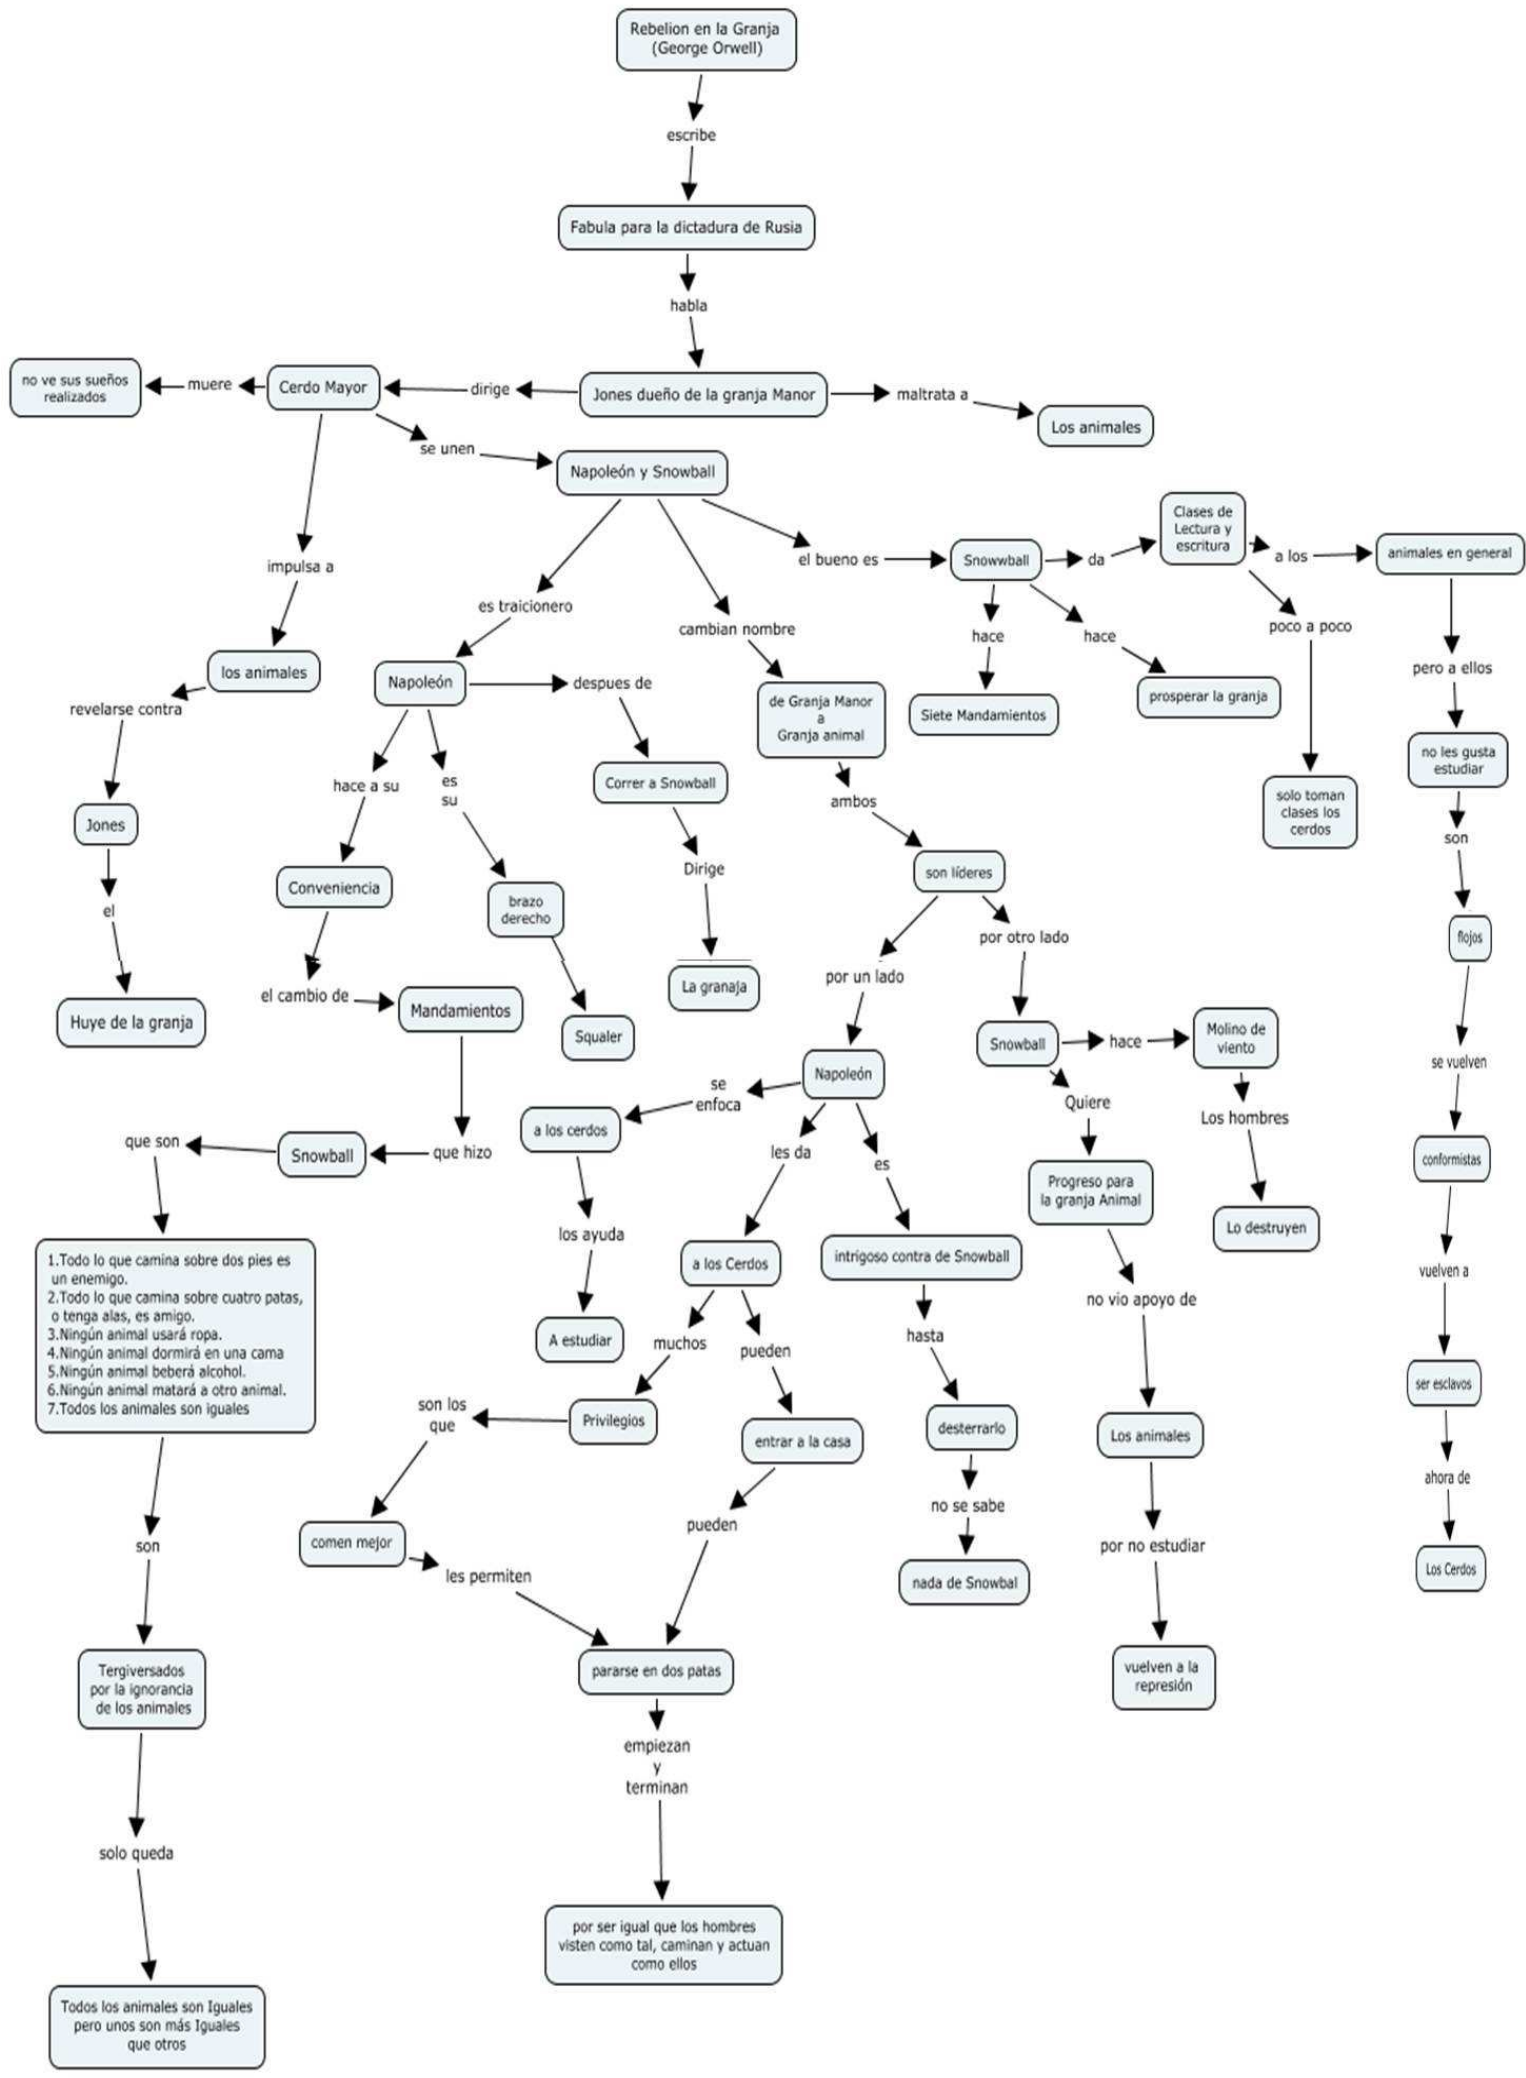 Rebelion en la Granja
(George Orwell)
escribe
Fabula para la dictadura de Rusia
habla
no ve sus sueños
realizados
muere
Cerdo Mayor
dirige
Jones dueño de la granja Manor
maltrata a
Los animales
se unen
Napoleón y Snowball
impulsa a
es traicionero
cambian nombre
el bueno es
Snowwball
da
Clases de
Lectura y
escritura
a los
animales en general
hace
hace
poco a poco
pero a ellos
los animales
revelarse contra
Napoleón
despues de
de Granja Manor
a
Granja animal
Siete Mandamientos
prosperar la granja
no les gusta
estudiar
Jones
hace a su
es
su
Correr a Snowball
ambos
solo toman
clases los
cerdos
son
el
Conveniencia
brazo
derecho
Dirige
son líderes
flojos
Huye de la granja
el cambio de
Mandamientos
Squaler
La granaja
por un lado
por otro lado
Napoleón
Snowball
hace
Molino de
viento
se vuelven
se
enfoca
a los cerdos
Quiere
Los hombres
que son
Snowball
que hizo
les da
es
conformistas
Progreso para
la granja Animal
Lo destruyen
los ayuda
a los Cerdos
intrigoso contra de Snowball
vuelven a
1.Todo lo que camina sobre dos pies es
un enemigo.
2.Todo lo que camina sobre cuatro patas,
o tenga alas, es amigo.
3.Ningún animal usará ropa.
4.Ningún animal dormirá en una cama
5.Ningún animal beberá alcohol.
6.Ningún animal matará a otro animal.
7.Todos los animales son iguales
A estudiar
muchos
pueden
hasta
no vio apoyo de
ser esclavos
son los
que
Privilegios
entrar a la casa
desterrarlo
Los animales
ahora de
comen mejor
les permiten
pueden
no se sabe
por no estudiar
Los Cerdos
nada de Snowbal
son
Tergiversados
por la ignorancia
de los animales
pararse en dos patas
vuelven a la
represión
empiezan
y
terminan
solo queda
por ser igual que los hombres
visten como tal, caminan y actuan
como ellos
Todos los animales son Iguales
pero unos son más Iguales
que otros